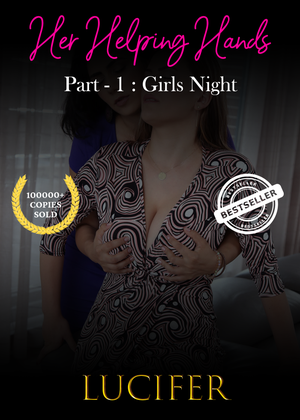 Her Helping Hands
Part - 1 : Girls Night
100000+
COPIES
SOLD
BESTSELLER
LUCIFER